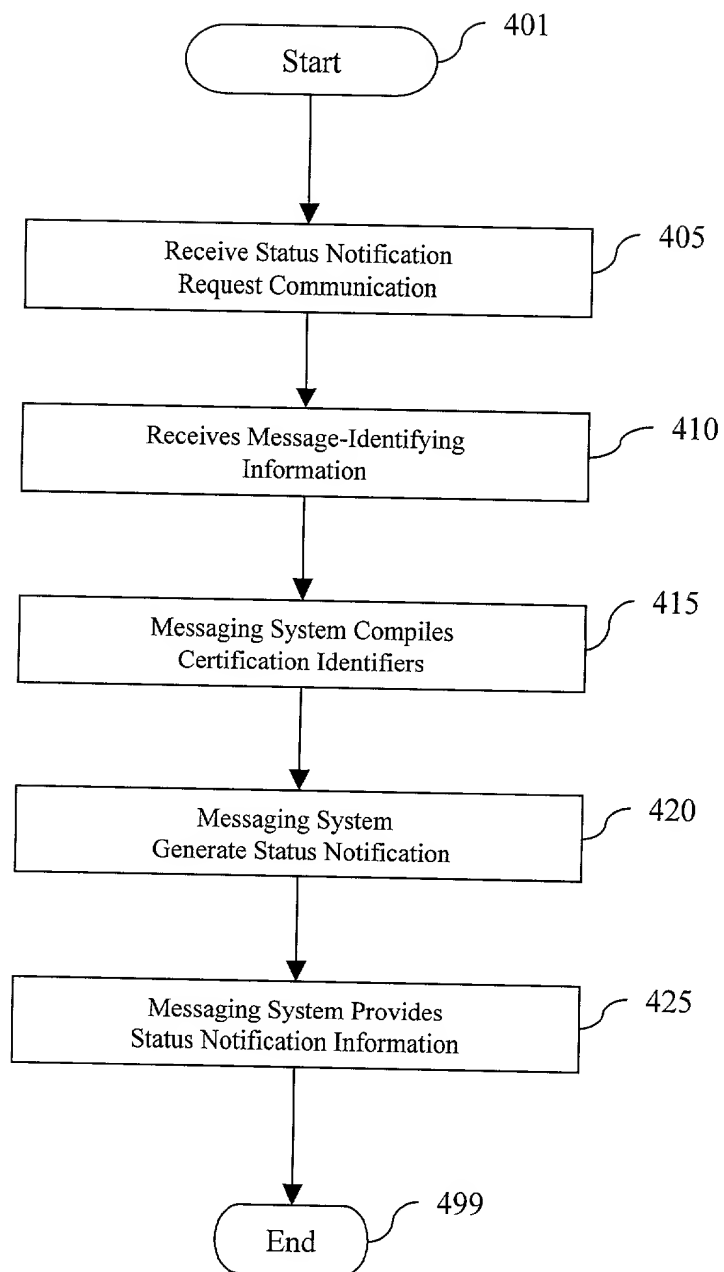 401
Start
405
Receive Status Notification
Request Communication
410
Receives Message-Identifying
Information
415
Messaging System Compiles
Certification Identifiers
420
Messaging System
Generate Status Notification
425
Messaging System Provides
Status Notification Information
499
End